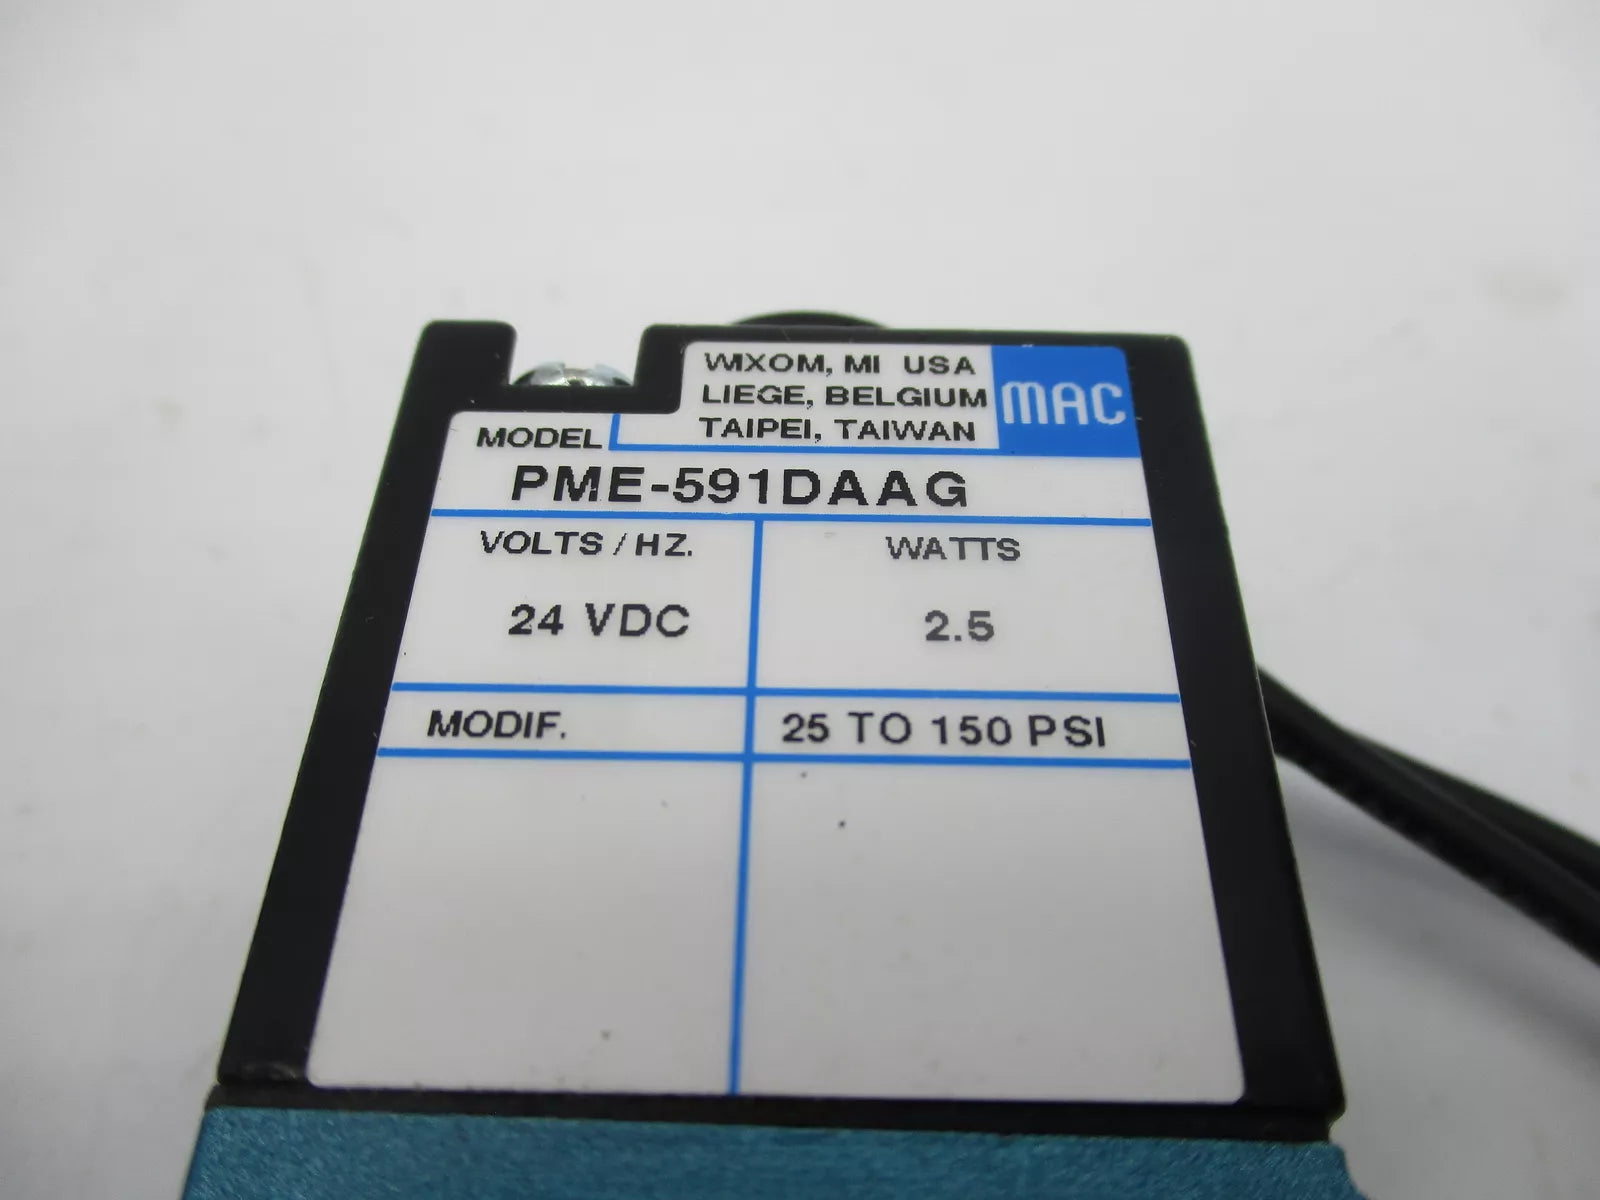 WIXOM, MI USA
LIEGE, BELGIUM
TAIPEI, TAIWAN
MAC
MODEL
PME-591DAAG
VOLTS / HZ.
WATTS
24 VDC
2.5
MODIF.
25 TO 150 PSI